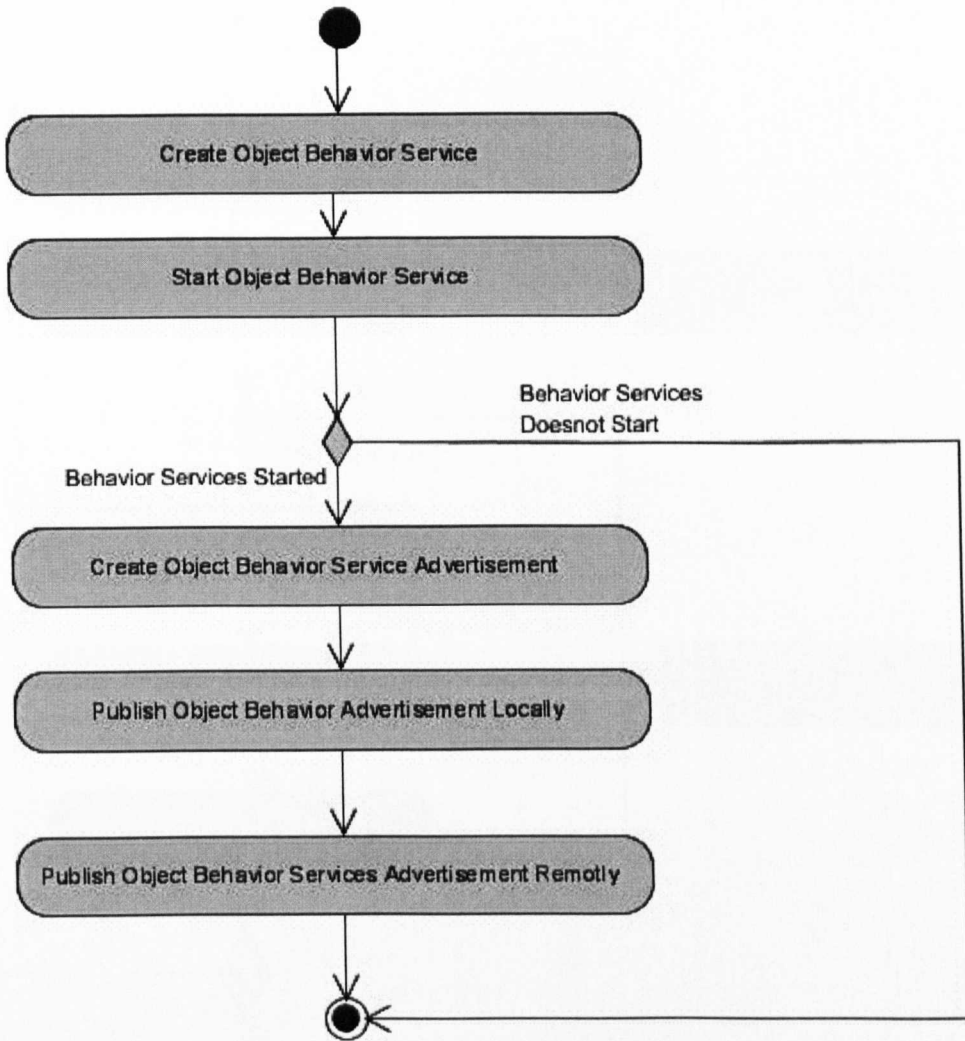 Create Object Behavior Service
Start Object Behavior Service
Behavior Services
Doesnot Start
Behavior Services Started
Create Object Behavior Service Advertisement
Publish Object Behavior Advertisement Locally
Publish Object Behavior Services Advertisement Remotly